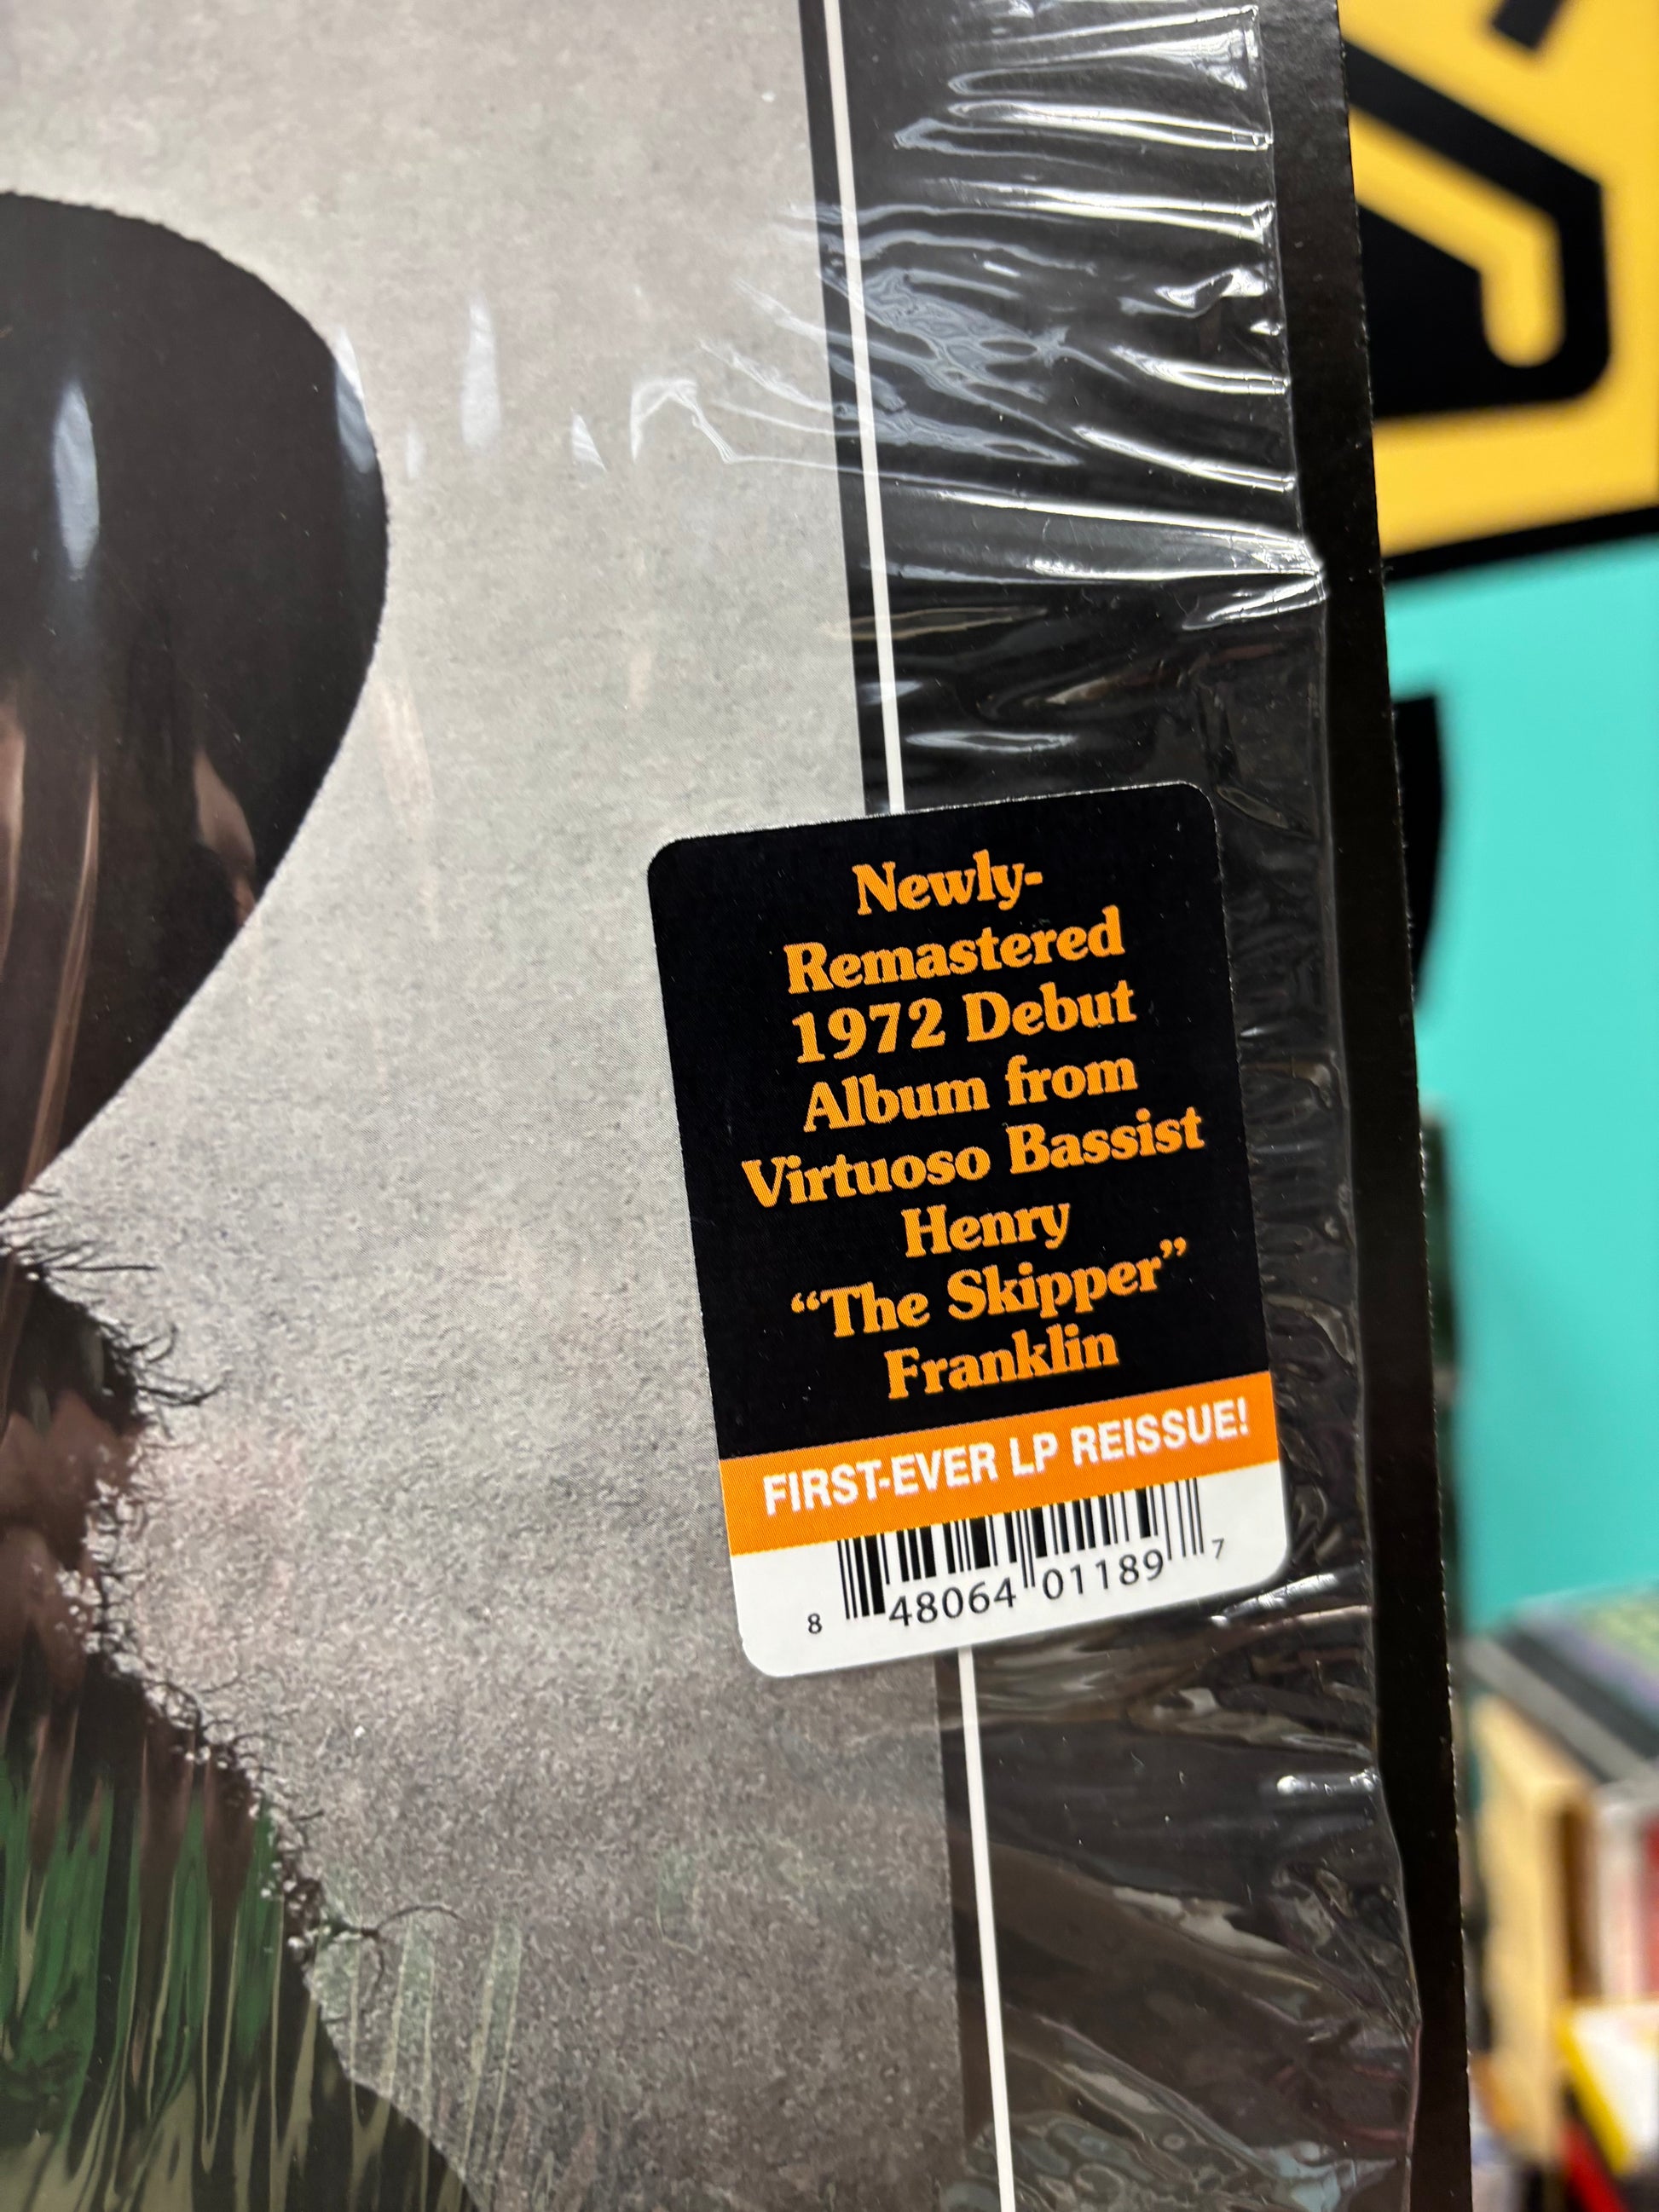 Newly-
Remastered
1972 Debut
Album from
Virtuoso Bassist
Henry
“The Skipper”
Franklin
FIRST-EVER LP REISSUE!
8 48064 01189 7